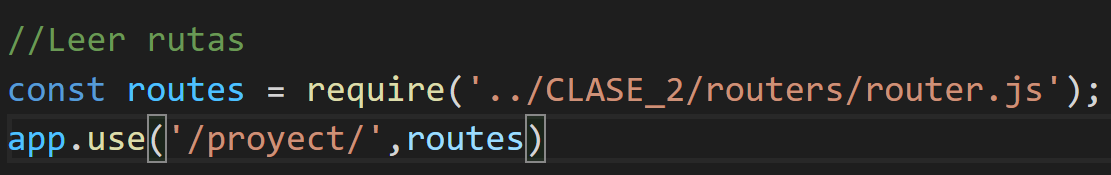 //Leer rutas
const routes = require('../CLASE_2/routers/router.js');
app.use('/proyect/',routes)